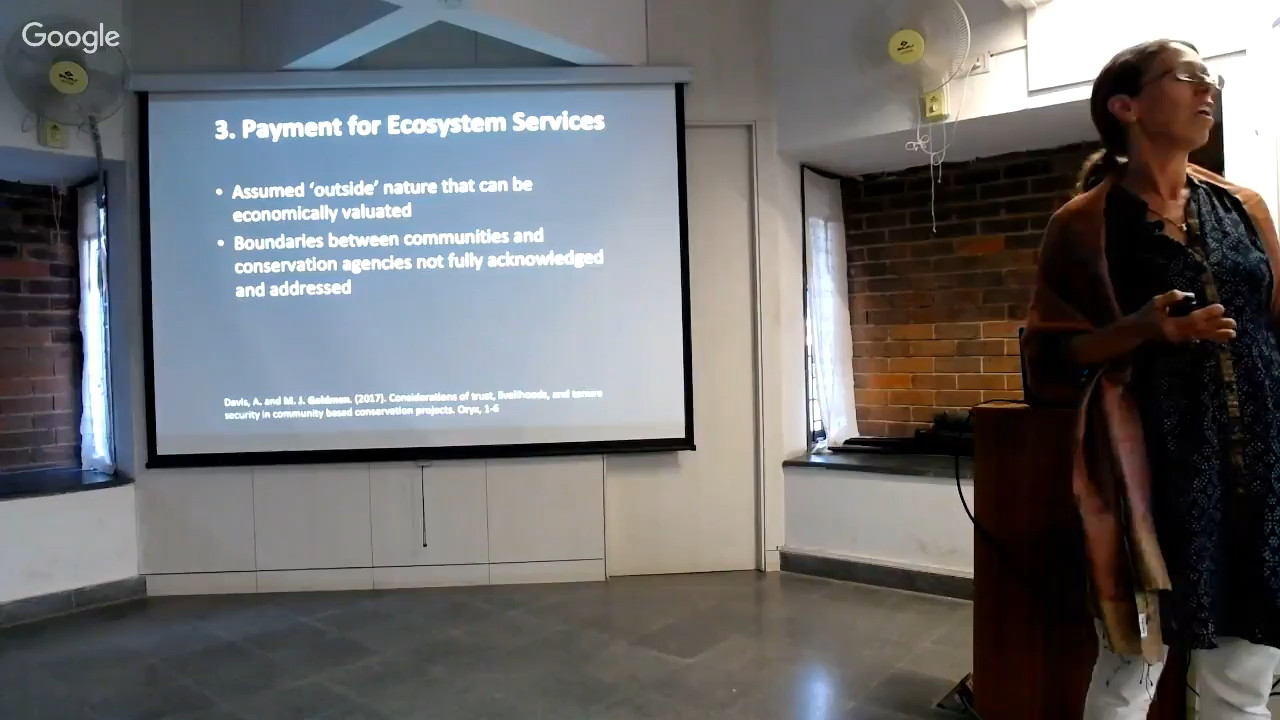 Google
3. Payment for Ecosystem Services
• Assumed ‘outside’ nature that can be
economically valuated
• Boundaries between communities and
conservation agencies not fully acknowledged
and addressed
Davis, A. and M. J. Goldman. (2017). Considerations of trust, livelihoods, and tenure
security in community based conservation projects. Oryx, 1-6